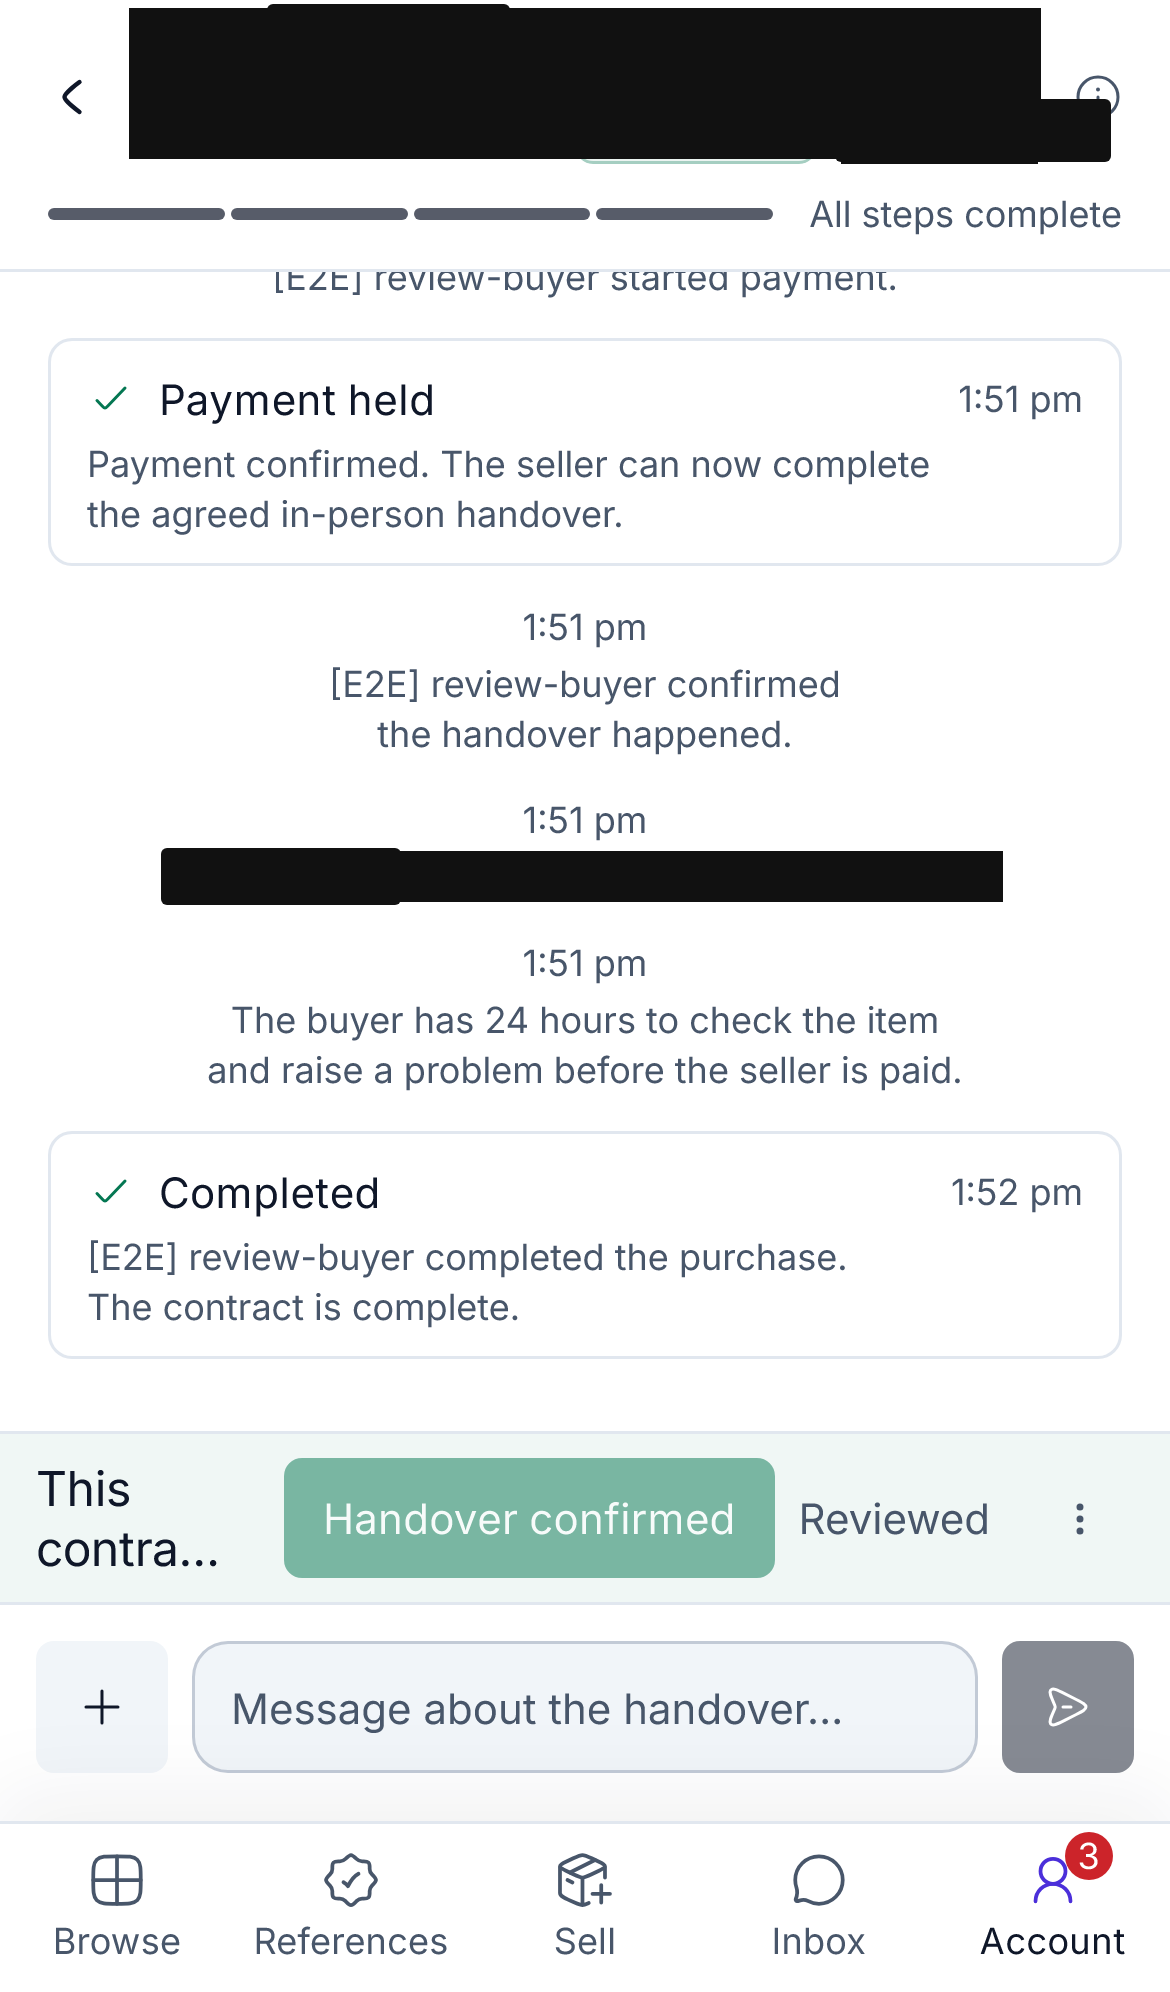 All steps complete
[E2E] review-buyer started payment.
Payment held
1:51 pm
Payment confirmed. The seller can now complete
the agreed in-person handover.
1:51 pm
[E2E] review-buyer confirmed
the handover happened.
1:51 pm
1:51 pm
The buyer has 24 hours to check the item
and raise a problem before the seller is paid.
Completed
1:52 pm
[E2E] review-buyer completed the purchase.
The contract is complete.
This
contra...
Handover confirmed
Reviewed
Message about the handover...
3
Browse
References
Sell
Inbox
Account